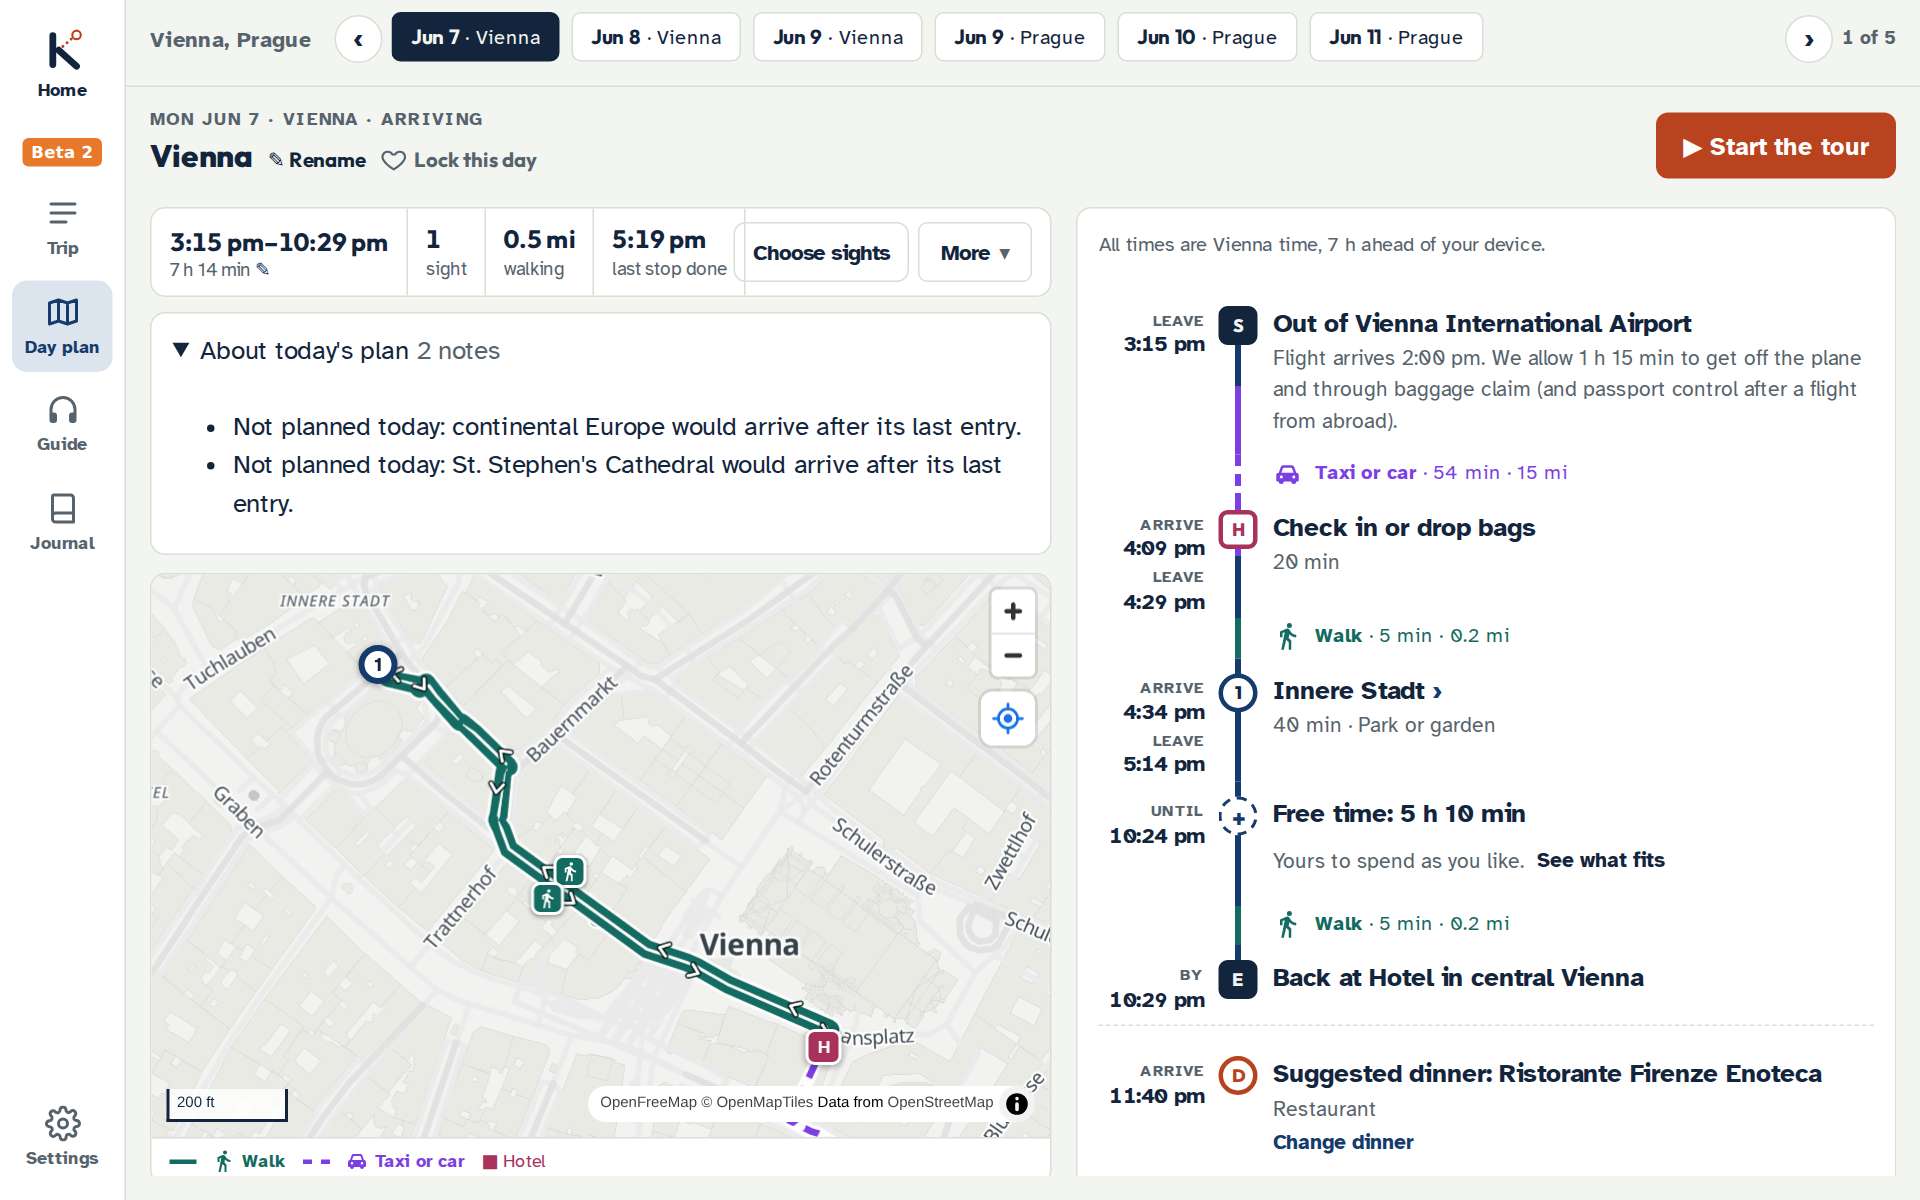 Home
Beta 2
Trip
Day plan
Guide
Journal
Settings
Vienna, Prague
‹
Jun 7 · Vienna
Jun 8 · Vienna
Jun 9 · Vienna
Jun 9 · Prague
Jun 10 · Prague
Jun 11 · Prague
›
1 of 5
MON JUN 7 · VIENNA · ARRIVING
Vienna
✎ Rename
Lock this day
▶ Start the tour
3:15 pm–10:29 pm
7 h 14 min ✎
1
sight
0.5 mi
walking
5:19 pm
last stop done
Choose sights
More ▼
▼ About today's plan 2 notes
• Not planned today: continental Europe would arrive after its last entry.
• Not planned today: St. Stephen's Cathedral would arrive after its last
entry.
INNERE STADT
Tuchlauben
1
Bauernmarkt
Rotenturmstraße
Graben
Schulerstraße
Zwettlhof
Trattnerhof
Vienna
H
ansplatz
+
−
200 ft
OpenFreeMap © OpenMapTiles Data from OpenStreetMap
Walk
Taxi or car
Hotel
All times are Vienna time, 7 h ahead of your device.
LEAVE
3:15 pm
S
Out of Vienna International Airport
Flight arrives 2:00 pm. We allow 1 h 15 min to get off the plane
and through baggage claim (and passport control after a flight
from abroad).
Taxi or car · 54 min · 15 mi
ARRIVE
4:09 pm
LEAVE
4:29 pm
H
Check in or drop bags
20 min
Walk · 5 min · 0.2 mi
ARRIVE
4:34 pm
LEAVE
5:14 pm
1
Innere Stadt ›
40 min · Park or garden
UNTIL
10:24 pm
+
Free time: 5 h 10 min
Yours to spend as you like. See what fits
Walk · 5 min · 0.2 mi
BY
10:29 pm
E
Back at Hotel in central Vienna
ARRIVE
11:40 pm
D
Suggested dinner: Ristorante Firenze Enoteca
Restaurant
Change dinner